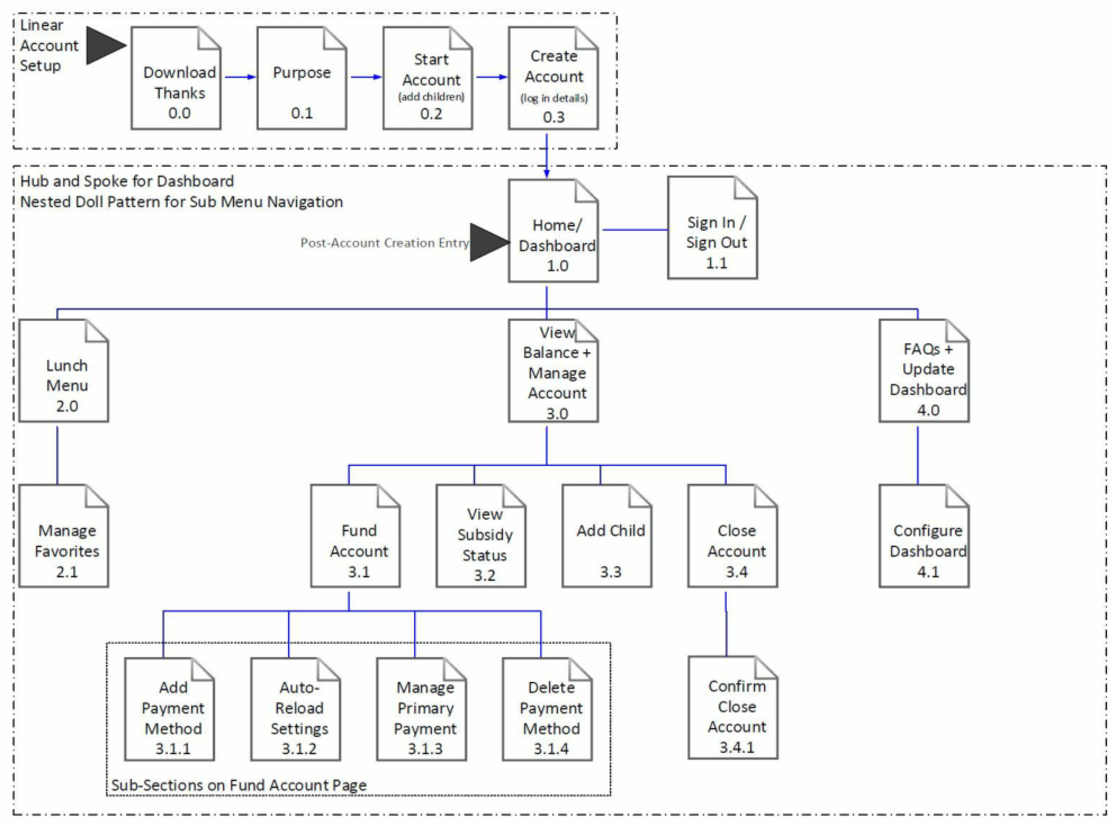 Linear
Account
Setup
Download
Thanks
0.0
Purpose
0.1
Start
Account
(add children)
0.2
Create
Account
(log in details)
0.3
Hub and Spoke for Dashboard
Nested Doll Pattern for Sub Menu Navigation
Post-Account Creation Entry
Home/
Dashboard
1.0
Sign In /
Sign Out
1.1
Lunch
Menu
2.0
View
Balance +
Manage
Account
3.0
FAQs +
Update
Dashboard
4.0
Manage
Favorites
2.1
Fund
Account
3.1
View
Subsidy
Status
3.2
Add Child
3.3
Close
Account
3.4
Configure
Dashboard
4.1
Add
Payment
Method
3.1.1
Auto-
Reload
Settings
3.1.2
Manage
Primary
Payment
3.1.3
Delete
Payment
Method
3.1.4
Confirm
Close
Account
3.4.1
Sub-Sections on Fund Account Page